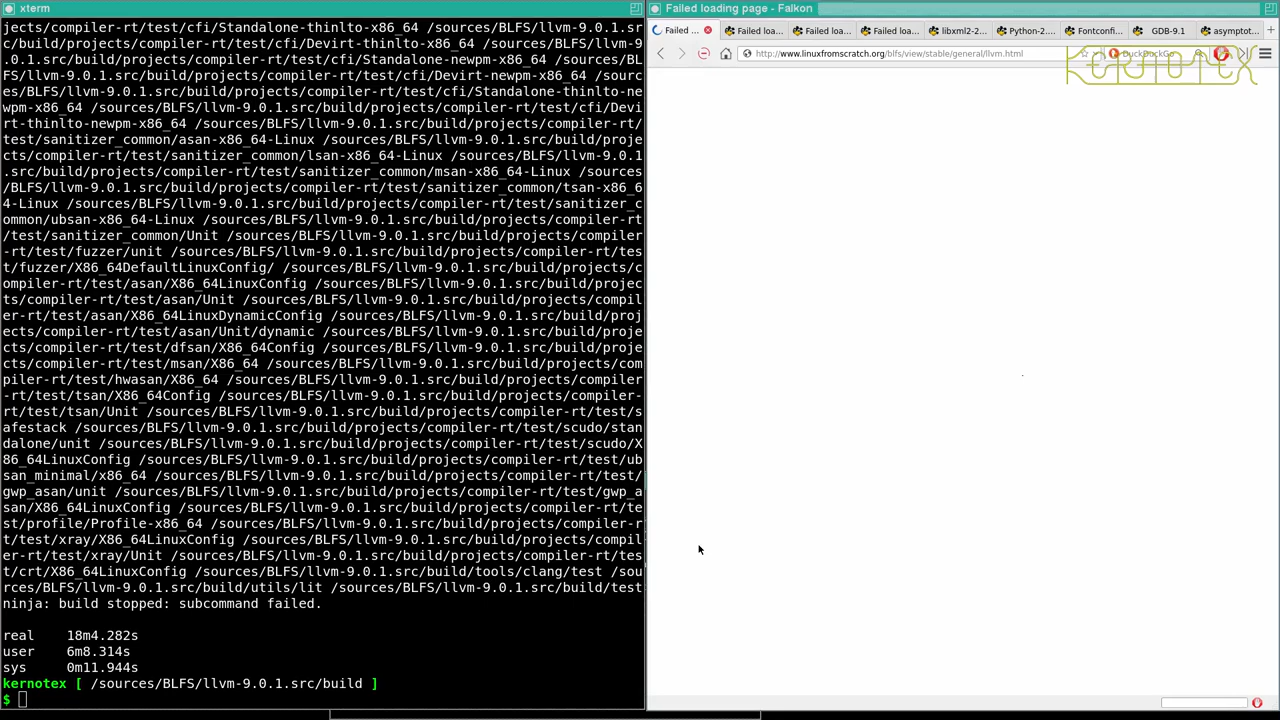 xterm
jects/compiler-rt/test/cfi/Standalone-thinlto-x86_64 /sources/BLFS/llvm-9.0.1.sr
c/build/projects/compiler-rt/test/cfi/Devirt-thinlto-x86_64 /sources/BLFS/llvm-9
.0.1.src/build/projects/compiler-rt/test/cfi/Standalone-newpm-x86_64 /sources/BL
FS/llvm-9.0.1.src/build/projects/compiler-rt/test/cfi/Devirt-newpm-x86_64 /sourc
es/BLFS/llvm-9.0.1.src/build/projects/compiler-rt/test/cfi/Standalone-thinlto-ne
wpm-x86_64 /sources/BLFS/llvm-9.0.1.src/build/projects/compiler-rt/test/cfi/Devi
rt-thinlto-newpm-x86_64 /sources/BLFS/llvm-9.0.1.src/build/projects/compiler-rt/
test/sanitizer_common/asan-x86_64-Linux /sources/BLFS/llvm-9.0.1.src/build/proje
cts/compiler-rt/test/sanitizer_common/lsan-x86_64-Linux /sources/BLFS/llvm-9.0.1
.src/build/projects/compiler-rt/test/sanitizer_common/msan-x86_64-Linux /sources
/BLFS/llvm-9.0.1.src/build/projects/compiler-rt/test/sanitizer_common/tsan-x86_6
4-Linux /sources/BLFS/llvm-9.0.1.src/build/projects/compiler-rt/test/sanitizer_c
ommon/ubsan-x86_64-Linux /sources/BLFS/llvm-9.0.1.src/build/projects/compiler-rt
/test/sanitizer_common/Unit /sources/BLFS/llvm-9.0.1.src/build/projects/compiler
-rt/test/fuzzer/unit /sources/BLFS/llvm-9.0.1.src/build/projects/compiler-rt/tes
t/fuzzer/X86_64DefaultLinuxConfig/ /sources/BLFS/llvm-9.0.1.src/build/projects/c
ompiler-rt/test/asan/X86_64LinuxConfig /sources/BLFS/llvm-9.0.1.src/build/projec
ts/compiler-rt/test/asan/Unit /sources/BLFS/llvm-9.0.1.src/build/projects/compil
er-rt/test/asan/X86_64LinuxDynamicConfig /sources/BLFS/llvm-9.0.1.src/build/proj
ects/compiler-rt/test/asan/Unit/dynamic /sources/BLFS/llvm-9.0.1.src/build/proje
cts/compiler-rt/test/dfsan/X86_64Config /sources/BLFS/llvm-9.0.1.src/build/proje
cts/compiler-rt/test/msan/X86_64 /sources/BLFS/llvm-9.0.1.src/build/projects/com
piler-rt/test/hwasan/X86_64 /sources/BLFS/llvm-9.0.1.src/build/projects/compiler
-rt/test/tsan/X86_64Config /sources/BLFS/llvm-9.0.1.src/build/projects/compiler-
rt/test/tsan/Unit /sources/BLFS/llvm-9.0.1.src/build/projects/compiler-rt/test/s
afestack /sources/BLFS/llvm-9.0.1.src/build/projects/compiler-rt/test/scudo/stan
dalone/unit /sources/BLFS/llvm-9.0.1.src/build/projects/compiler-rt/test/scudo/X
86_64LinuxConfig /sources/BLFS/llvm-9.0.1.src/build/projects/compiler-rt/test/ub
san_minimal/x86_64 /sources/BLFS/llvm-9.0.1.src/build/projects/compiler-rt/test/
gwp_asan/unit /sources/BLFS/llvm-9.0.1.src/build/projects/compiler-rt/test/gwp_a
san/X86_64LinuxConfig /sources/BLFS/llvm-9.0.1.src/build/projects/compiler-rt/te
st/profile/Profile-x86_64 /sources/BLFS/llvm-9.0.1.src/build/projects/compiler-r
t/test/xray/X86_64LinuxConfig /sources/BLFS/llvm-9.0.1.src/build/projects/compil
er-rt/test/xray/Unit /sources/BLFS/llvm-9.0.1.src/build/projects/compiler-rt/tes
t/crt/X86_64LinuxConfig /sources/BLFS/llvm-9.0.1.src/build/tools/clang/test /sou
rces/BLFS/llvm-9.0.1.src/build/utils/lit /sources/BLFS/llvm-9.0.1.src/build/test
ninja: build stopped: subcommand failed.
real 18m4.282s
user 6m8.314s
sys 0m11.944s
kernotex [ /sources/BLFS/llvm-9.0.1.src/build ]
$
Failed loading page - Falkon
Failed ... Failed loa... Failed loa... Failed loa... libxml2-2... Python-2.... Fontconfi... GDB-9.1 asymptot...
http://www.linuxfromscratch.org/blfs/view/stable/general/llvm.html DuckDuckGo
KERNOTEX